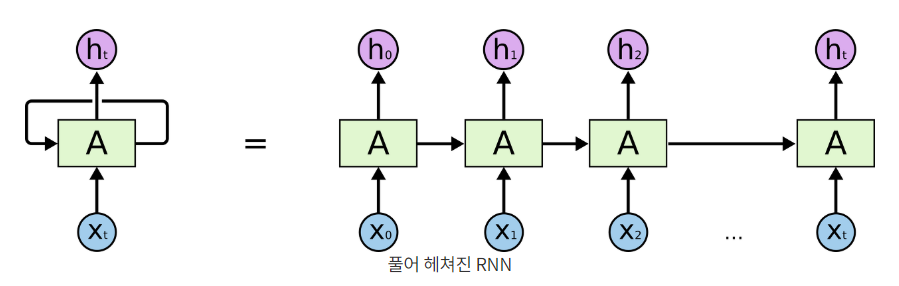 ht h0 h1 h2 ht
A = A A A A
xt x0 x1 x2 ... xt
풀어 헤쳐진 RNN